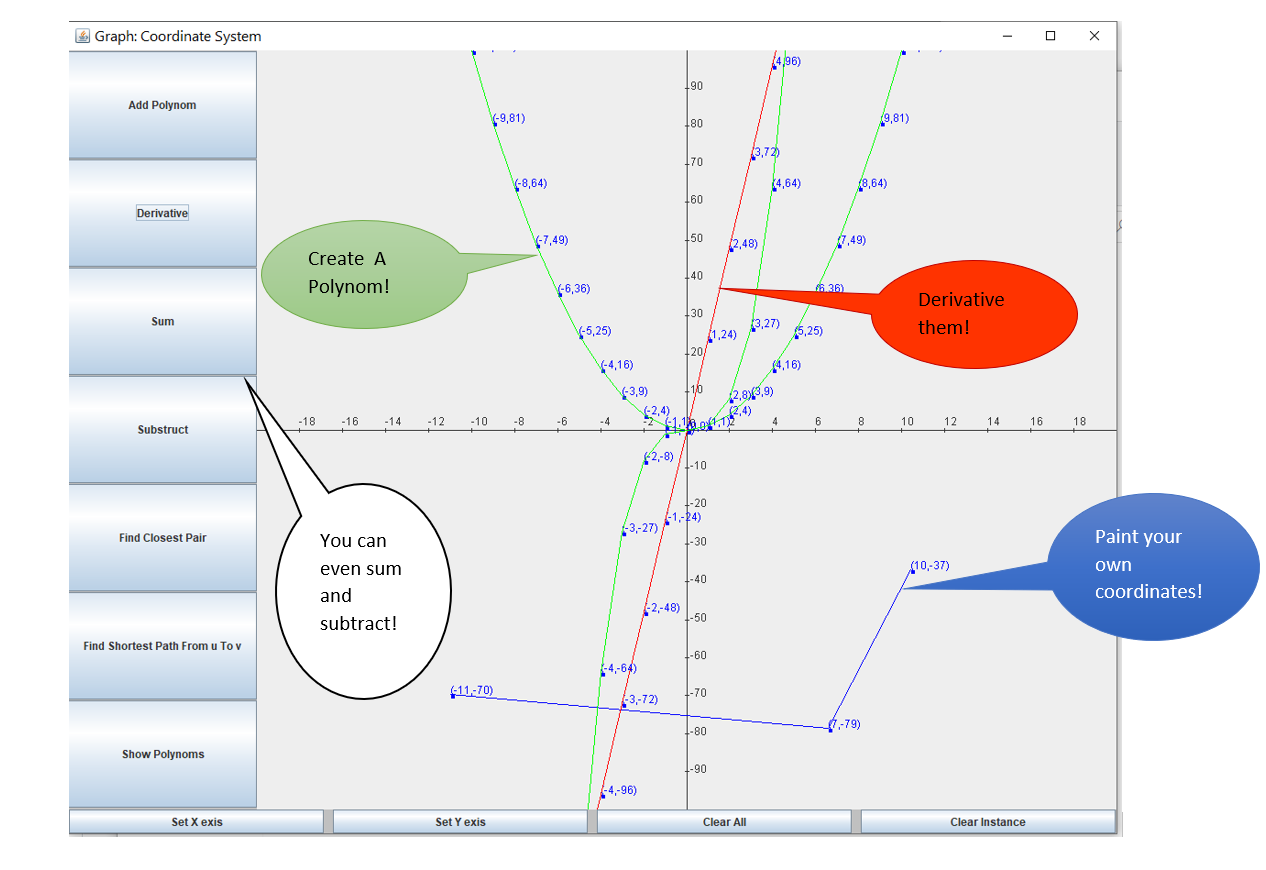 Graph: Coordinate System
Add Polynom
Derivative
Sum
Substruct
Find Closest Pair
Find Shortest Path From u To v
Show Polynoms
Create A
Polynom!
Derivative
them!
You can
even sum
and
subtract!
Paint your
own
coordinates!
90
80
70
60
50
40
30
20
10
-10
-20
-30
-40
-50
-60
-70
-80
-90
-18 -16 -14 -12 -10 -8 -6 -4 -2 2 4 6 8 10 12 14 16 18
(-9,81)
(-8,64)
(-7,49)
(-6,36)
(-5,25)
(-4,16)
(-3,9)
(-2,4)
(4,96)
(3,72)
(2,48)
(1,24)
(9,81)
(8,64)
(7,49)
(6,36)
(5,25)
(4,16)
(3,9)
(2,4)
(1,1)
(4,64)
(3,27)
(2,8)
(-2,-8)
(-3,-27)
(-4,-64)
(-1,-24)
(-2,-48)
(-3,-72)
(-4,-96)
(10,-37)
(-11,-70)
(7,-79)
Set X exis
Set Y exis
Clear All
Clear Instance